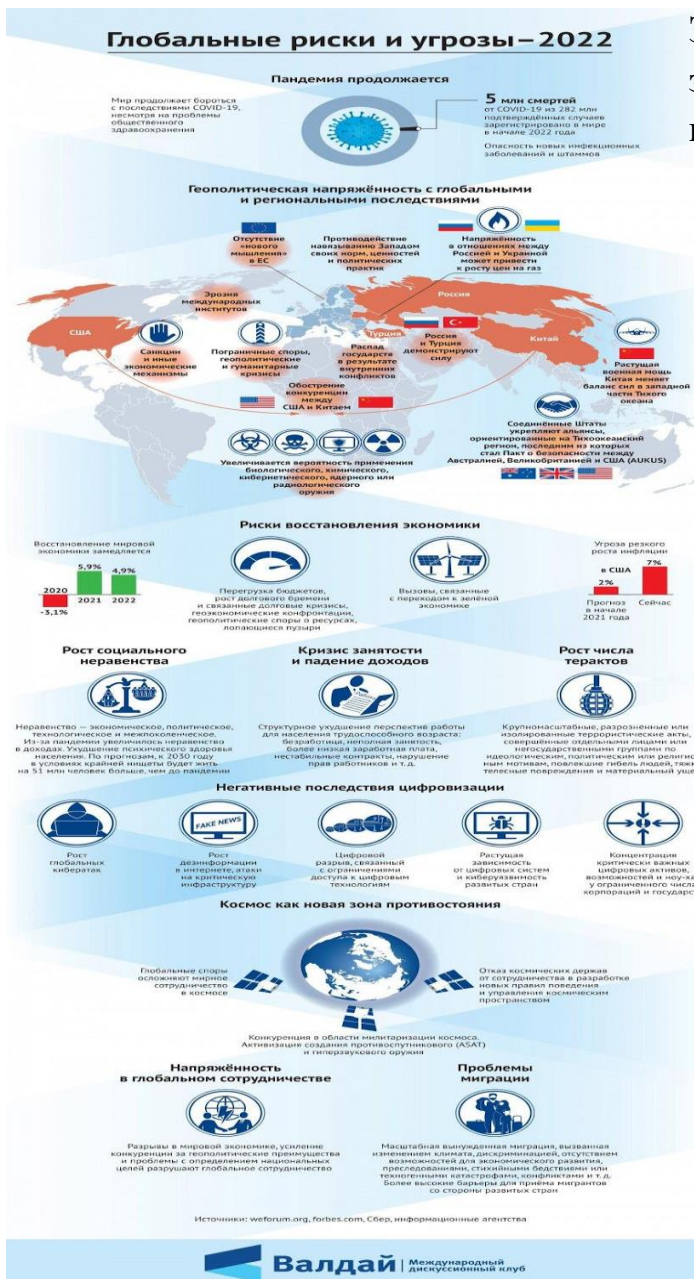 Глобальные риски и угрозы – 2022
Пандемия продолжается
Мир продолжает бороться
с последствиями COVID-19,
несмотря на проблемы
общественного
здравоохранения
5 млн смертей
от COVID-19 из 282 млн
подтверждённых случаев
зарегистрировано в мире
в начале 2022 года
Опасность новых инфекционных
заболеваний и штаммов
Геополитическая напряжённость с глобальными
и региональными последствиями
Отсутствие
«нового
мышления»
в ЕС
Противодействие
навязыванию Западом
своих норм, ценностей
и политических
практик
Напряжённость
в отношениях между
Россией и Украиной
может привести
к росту цен на газ
Эрозия
международных
институтов
Россия
США
Турция
Китай
Санкции
и иные
экономические
механизмы
Пограничные споры,
геополитические
и гуманитарные
кризисы
Распад
государств
в результате
внутренних
конфликтов
Россия
и Турция
демонстрируют
силу
Растущая
военная мощь
Китая меняет
баланс сил в западной
части Тихого
океана
Обострение
конкуренции
между
США и Китаем
Соединённые Штаты
укрепляют альянсы,
ориентированные на Тихоокеанский
регион, последним из которых
стал Пакт о безопасности между
Австралией, Великобританией и США (AUKUS)
Увеличивается вероятность применения
биологического, химического,
кибернетического, ядерного или
радиологического
оружия
Риски восстановления экономики
Восстановление мировой
экономики замедляется
2020
-3,1%
5,9%
2021
4,9%
2022
Перегрузка бюджетов,
рост долгового бремени
и связанные долговые кризисы,
геоэкономические конфронтации,
геополитические споры о ресурсах,
лопающиеся пузыри
Вызовы, связанные
с переходом к зелёной
экономике
Угроза резкого
роста инфляции
в США
2%
7%
Прогноз
в начале
2021 года
Сейчас
Рост социального
неравенства
Неравенство — экономическое, политическое,
технологическое и межпоколенческое.
Из-за пандемии увеличилось неравенство
в доходах. Ухудшение психического здоровья
населения. По прогнозам, к 2030 году
в условиях крайней нищеты будет жить
на 51 млн человек больше, чем до пандемии
Кризис занятости
и падение доходов
Структурное ухудшение перспектив работы
для населения трудоспособного возраста:
безработица, неполная занятость,
более низкая заработная плата,
нестабильные контракты, нарушение
прав работников и т. д.
Рост числа
терактов
Крупномасштабные, разрозненные или
изолированные террористические акты,
совершённые отдельными лицами или
негосударственными группами по
идеологическим, политическим или религиоз
ным мотивам, повлекшие гибель людей, тяж
телесные повреждения и материальный уще
Негативные последствия цифровизации
Рост
глобальных
кибератак
FAKE NEWS
Рост
дезинформации
в интернете, атаки
на критическую
инфраструктуру
Цифровой
разрыв, связанный
с ограничениями
доступа к цифровым
технологиям
Растущая
зависимость
от цифровых систем
и киберуязвимость
развитых стран
Концентрация
критически важных
цифровых активов,
возможностей и ноу-ха
у ограниченного числа
корпораций и государст
Космос как новая зона противостояния
Глобальные споры
осложняют мирное
сотрудничество
в космосе
Отказ космических держав
от сотрудничества в разработке
новых правил поведения
и управления космическим
пространством
Конкуренция в области милитаризации космоса.
Активизация создания противоспутникового (ASAT)
и гиперзвукового оружия
Напряжённость
в глобальном сотрудничестве
Разрывы в мировой экономике, усиление
конкуренции за геополитические преимущества
и проблемы с определением национальных
целей разрушают глобальное сотрудничество
Проблемы
миграции
Масштабная вынужденная миграция, вызванная
изменением климата, дискриминацией, отсутствием
возможностей для экономического развития,
преследованиями, стихийными бедствиями или
техногенными катастрофами, конфликтами и т. д.
Более высокие барьеры для приёма мигрантов
со стороны развитых стран
Источники: weforum.org, forbes.com, Сбер, информационные агентства
Валдай
Международный
дискуссионный клуб